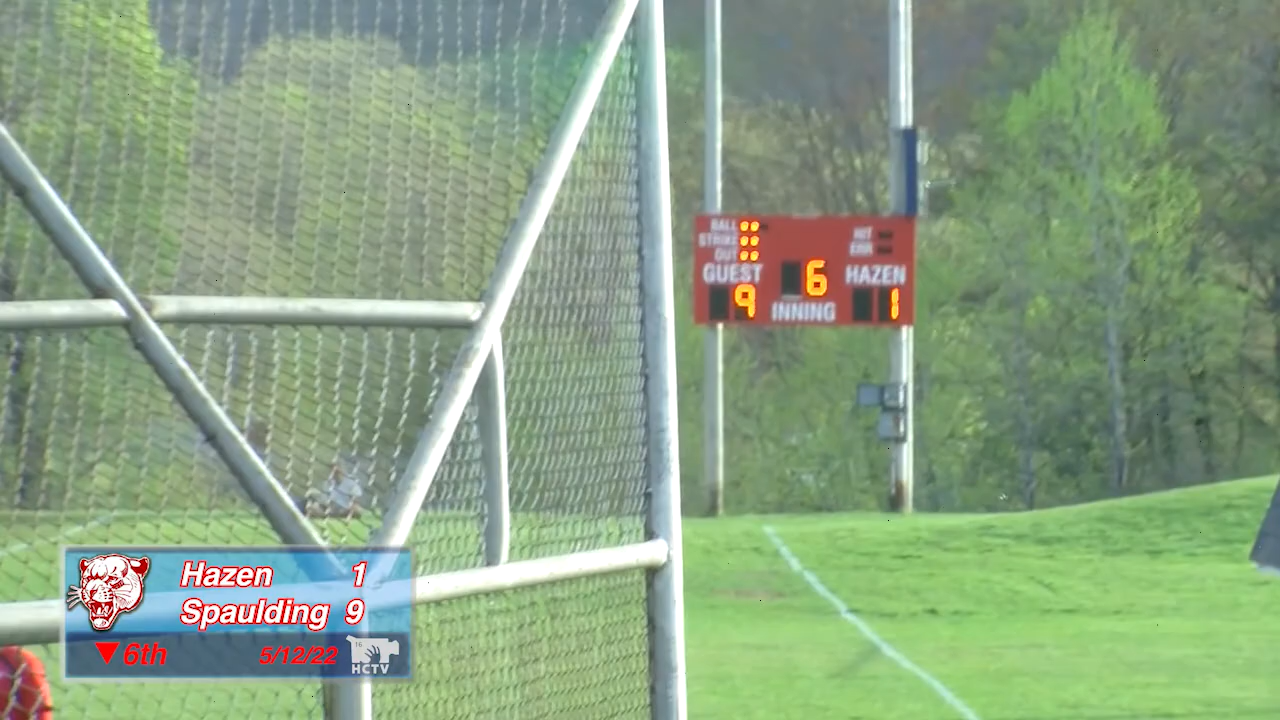 BALL
STRIKE
OUT
HIT
ERR
GUEST 6 HAZEN
9 INNING 1
Hazen 1
Spaulding 9
6th 5/12/22
16
HCTV